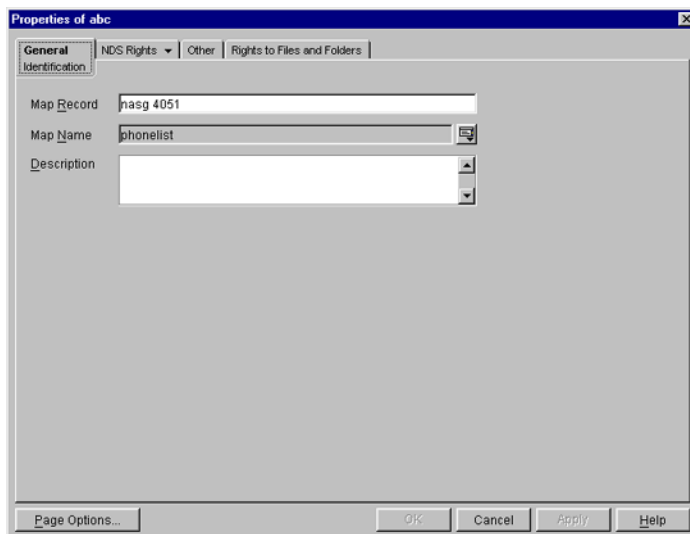 Properties of abc
General NDS Rights Other Rights to Files and Folders
Identification
Map Record nasg 4051
Map Name phonelist
Description
Page Options... OK Cancel Apply Help